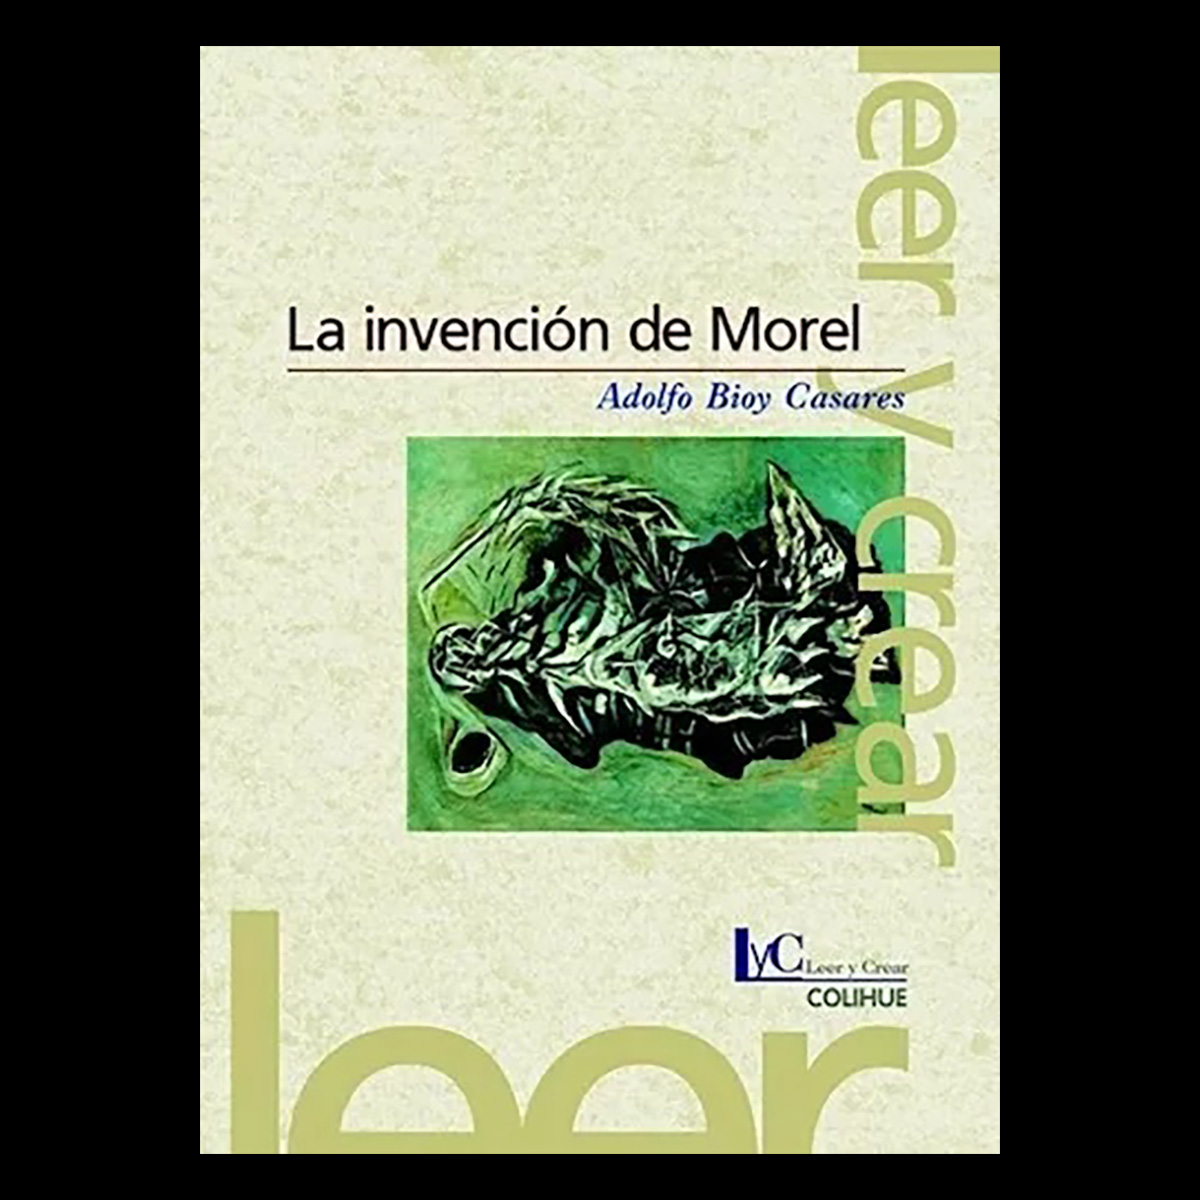 leer y crear
La invención de Morel
Adolfo Bioy Casares
LyC Leer y Crear
COLIHUE
leer